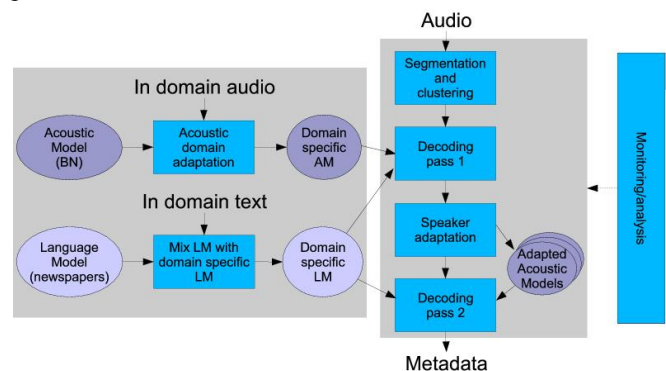 Audio
Segmentation
and
clustering
In domain audio
Acoustic
Model
(BN)
Acoustic
domain
adaptation
Domain
specific
AM
Decoding
pass 1
In domain text
Language
Model
(newspapers)
Mix LM with
domain specific
LM
Domain
specific
LM
Speaker
adaptation
Adapted
Acoustic
Models
Decoding
pass 2
Metadata
Monitoring/analysis